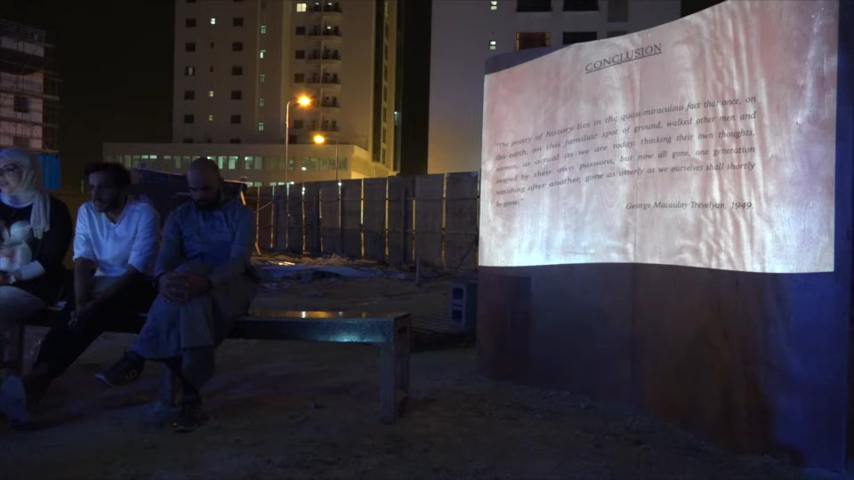 CONCLUSION
"The poetry of history lies in the quasi-miraculous fact that once, on
this earth, on this familiar spot of ground, walked other men and
women, as actual as we are today, thinking their own thoughts,
swayed by their own passions, but now all gone, one generation
vanishing after another, gone as utterly as we ourselves shall shortly
be gone."
George Macaulay Trevelyan 1949